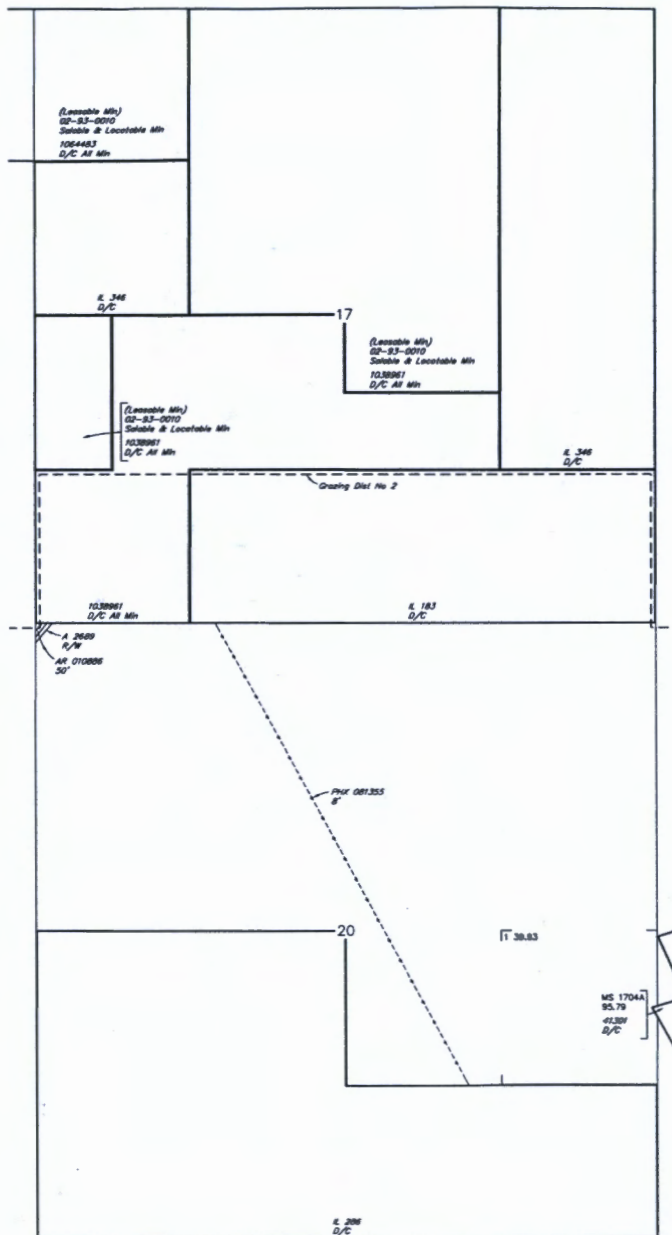 (Leasable Min)
02-93-0010
Salable & Locatable Min
1064483
D/C All Min
IL 346
D/C
17
(Leasable Min)
02-93-0010
Salable & Locatable Min
1038961
D/C All Min
(Leasable Min)
02-93-0010
Salable & Locatable Min
1038961
D/C All Min
IL 346
D/C
Grazing Dist No 2
1038961
D/C All Min
IL 183
D/C
A 2689
R/W
AR 010886
50'
PHX 081355
8'
20
1 39.93
MS 1704A
95.79
41301
D/C
IL 286
D/C